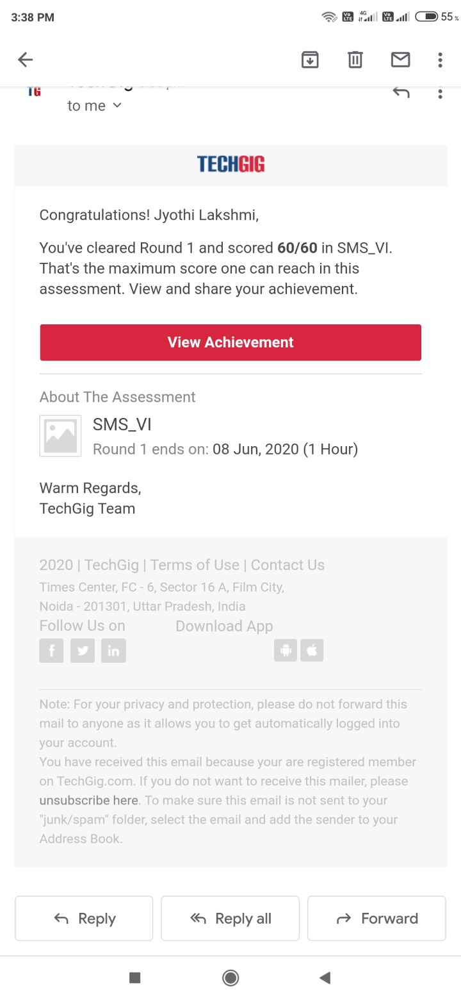 3:38 PM
Vo LTE 4G Vo LTE 55 %
TG
to me
TECHGIG
Congratulations! Jyothi Lakshmi,
You've cleared Round 1 and scored 60/60 in SMS_VI.
That's the maximum score one can reach in this
assessment. View and share your achievement.
View Achievement
About The Assessment
SMS_VI
Round 1 ends on: 08 Jun, 2020 (1 Hour)
Warm Regards,
TechGig Team
2020 | TechGig | Terms of Use | Contact Us
Times Center, FC - 6, Sector 16 A, Film City,
Noida - 201301, Uttar Pradesh, India
Follow Us on Download App
f in
Note: For your privacy and protection, please do not forward this
mail to anyone as it allows you to get automatically logged into
your account.
You have received this email because your are registered member
on TechGig.com. If you do not want to receive this mailer, please
unsubscribe here. To make sure this email is not sent to your
"junk/spam" folder, select the email and add the sender to your
Address Book.
Reply Reply all Forward